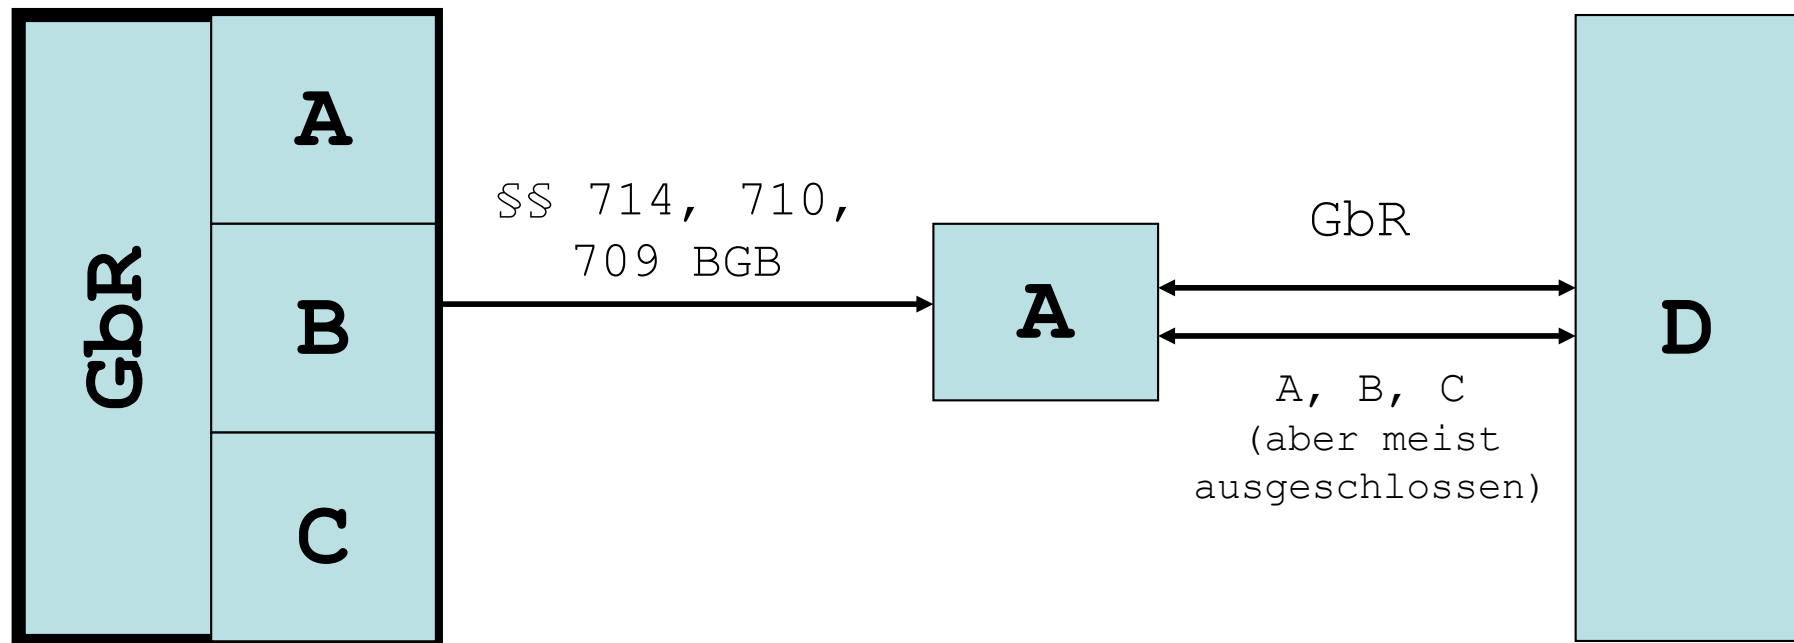 GbR
A
B
C
§§ 714, 710,
709 BGB
A
GbR
A, B, C
(aber meist
ausgeschlossen)
D